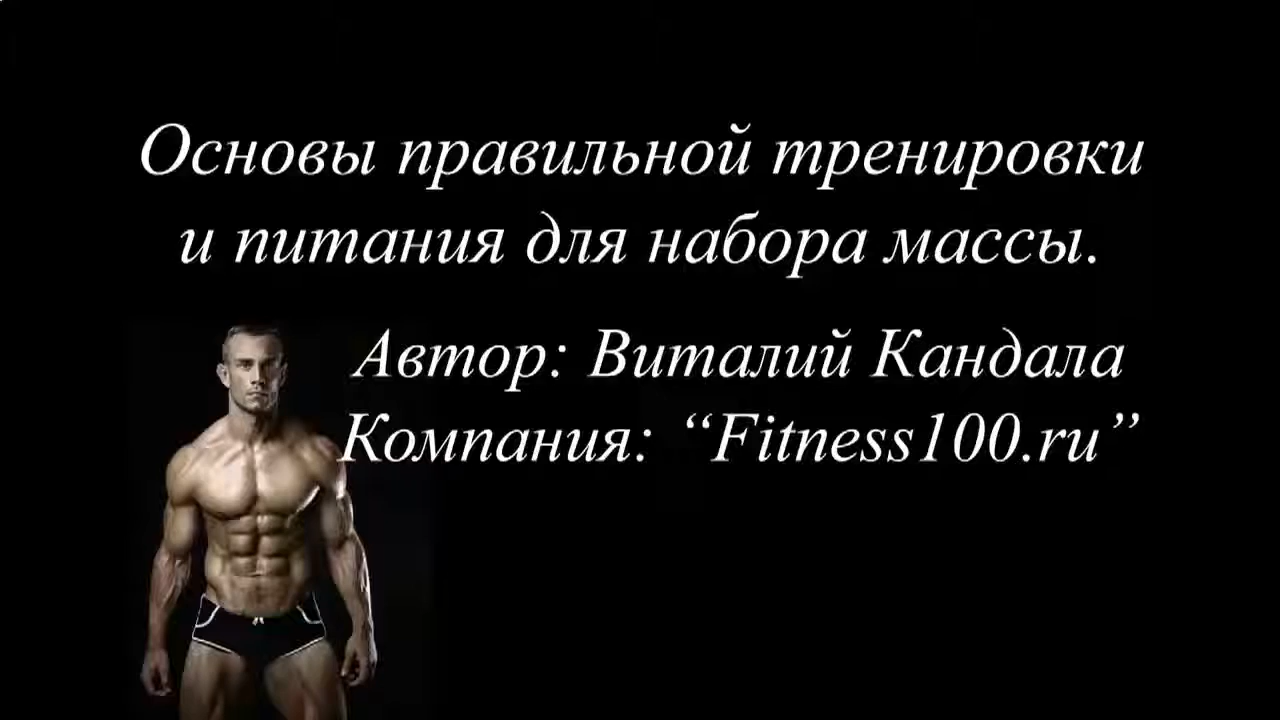 Основы правильной тренировки
и питания для набора массы.
Автор: Виталий Кандала
Компания: “Fitness100.ru”